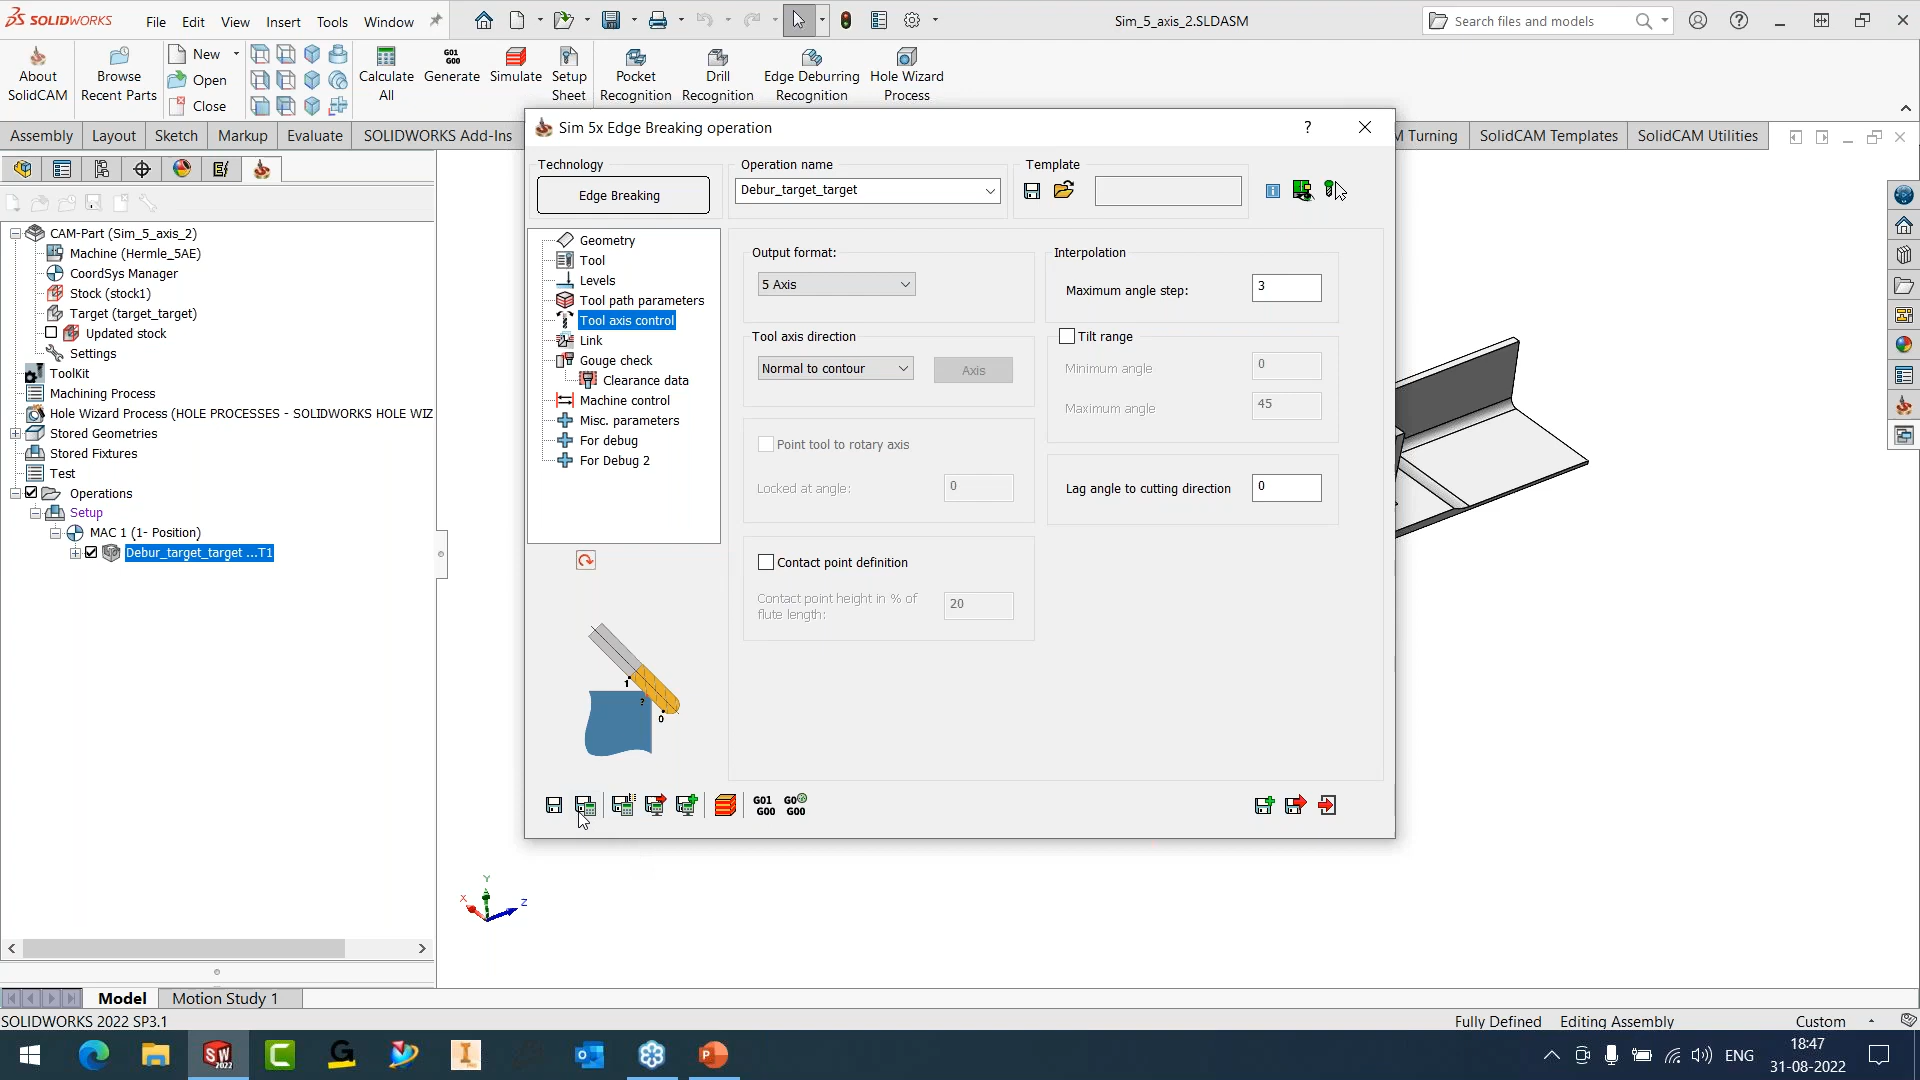 SOLIDWORKS
File Edit View Insert Tools Window
Sim_5_axis_2.SLDASM
Search files and models
About SolidCAM
Browse Recent Parts
New
Open
Close
Calculate All
G01
G00
Generate
Simulate
Setup Sheet
Pocket Recognition
Drill Recognition
Edge Deburring Recognition
Hole Wizard Process
Assembly Layout Sketch Markup Evaluate SOLIDWORKS Add-Ins
M Turning SolidCAM Templates SolidCAM Utilities
CAM-Part (Sim_5_axis_2)
Machine (Hermle_5AE)
CoordSys Manager
Stock (stock1)
Target (target_target)
Updated stock
Settings
ToolKit
Machining Process
Hole Wizard Process (HOLE PROCESSES - SOLIDWORKS HOLE WIZ
Stored Geometries
Stored Fixtures
Test
Operations
Setup
MAC 1 (1- Position)
Debur_target_target ...T1
Sim 5x Edge Breaking operation
?
Technology
Edge Breaking
Operation name
Debur_target_target
Template
Geometry
Tool
Levels
Tool path parameters
Tool axis control
Link
Gouge check
Clearance data
Machine control
Misc. parameters
For debug
For Debug 2
Output format:
5 Axis
Tool axis direction
Normal to contour
Axis
Point tool to rotary axis
Locked at angle:
0
Contact point definition
Contact point height in % of
flute length:
20
Interpolation
Maximum angle step:
3
Tilt range
Minimum angle
0
Maximum angle
45
Lag angle to cutting direction
0
1
?
0
G01
G00
G0
G00
Y
X
Z
Model Motion Study 1
SOLIDWORKS 2022 SP3.1
Fully Defined Editing Assembly Custom
SW
2022
ENG
18:47
31-08-2022